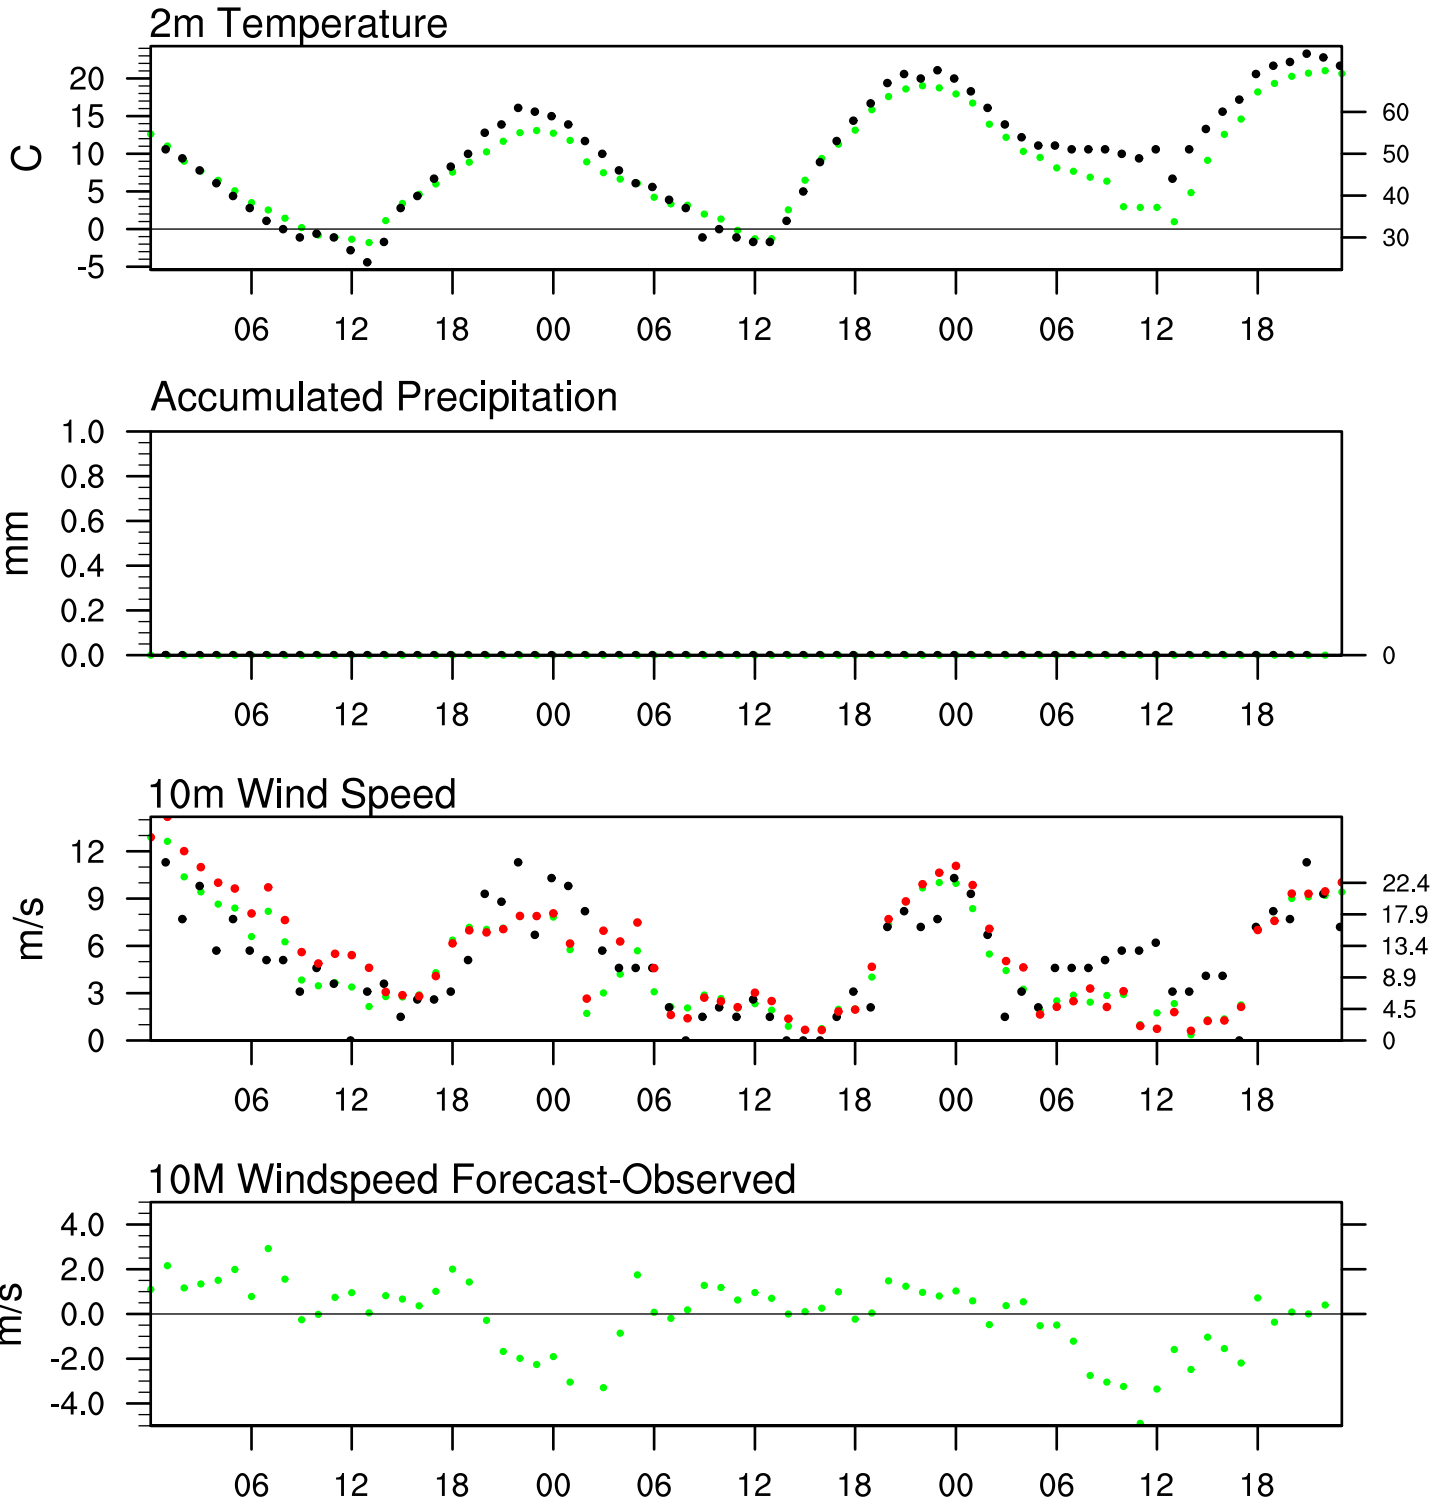 2m Temperature
20
15
10
5
0
-5
C
60
50
40
30
06 12 18 00 06 12 18 00 06 12 18
Accumulated Precipitation
1.0
0.8
0.6
0.4
0.2
0.0
mm
0
06 12 18 00 06 12 18 00 06 12 18
10m Wind Speed
12
9
6
3
0
m/s
22.4
17.9
13.4
8.9
4.5
0
06 12 18 00 06 12 18 00 06 12 18
10M Windspeed Forecast-Observed
4.0
2.0
0.0
-2.0
-4.0
m/s
06 12 18 00 06 12 18 00 06 12 18